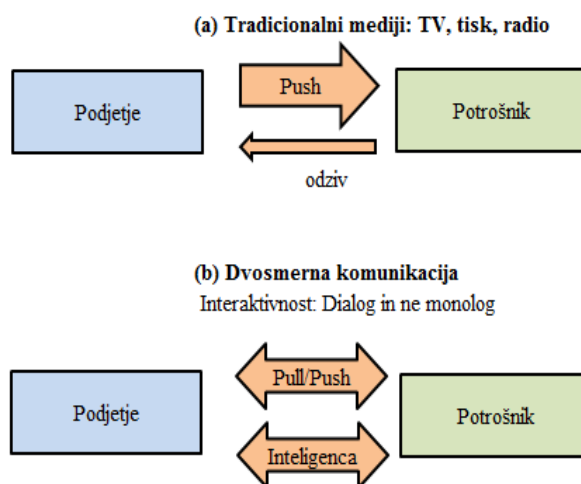 (a) Tradicionalni mediji: TV, tisk, radio
Podjetje
Push
Potrošnik
odziv
(b) Dvosmerna komunikacija
Interaktivnost: Dialog in ne monolog
Podjetje
Pull/Push
Potrošnik
Inteligenca